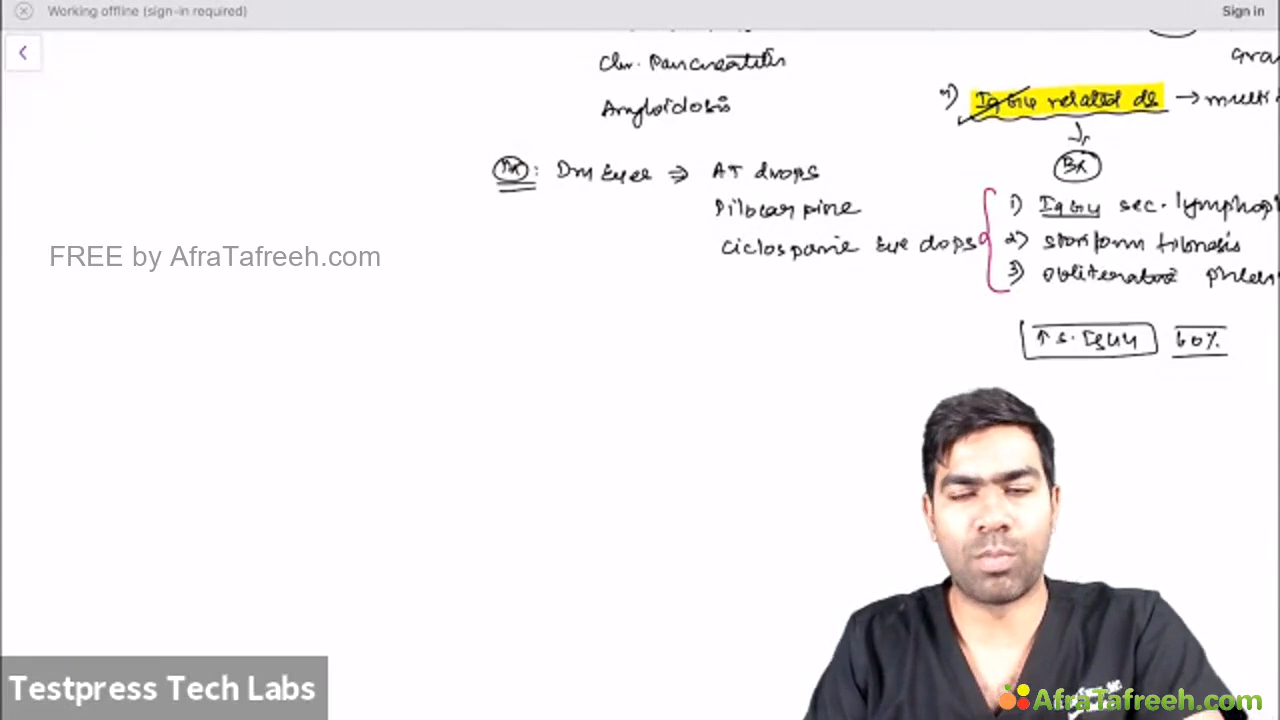 Working offline (sign-in required)
Sign in
Chr. Pancreatitis
Gra
Amyloidosis
4) IgG4 related ds → multi
Rx : Dry Eyes ⇒ AT drops
Bx
Pilocarpine
1) IgG4 sec. lymphop
Ciclosporine Eye drops
2) storiform fibrosis
FREE by AfraTafreeh.com
3) obliterative phleb
↑ s. IgG4 60%
Testpress Tech Labs
AfraTafreeh.com